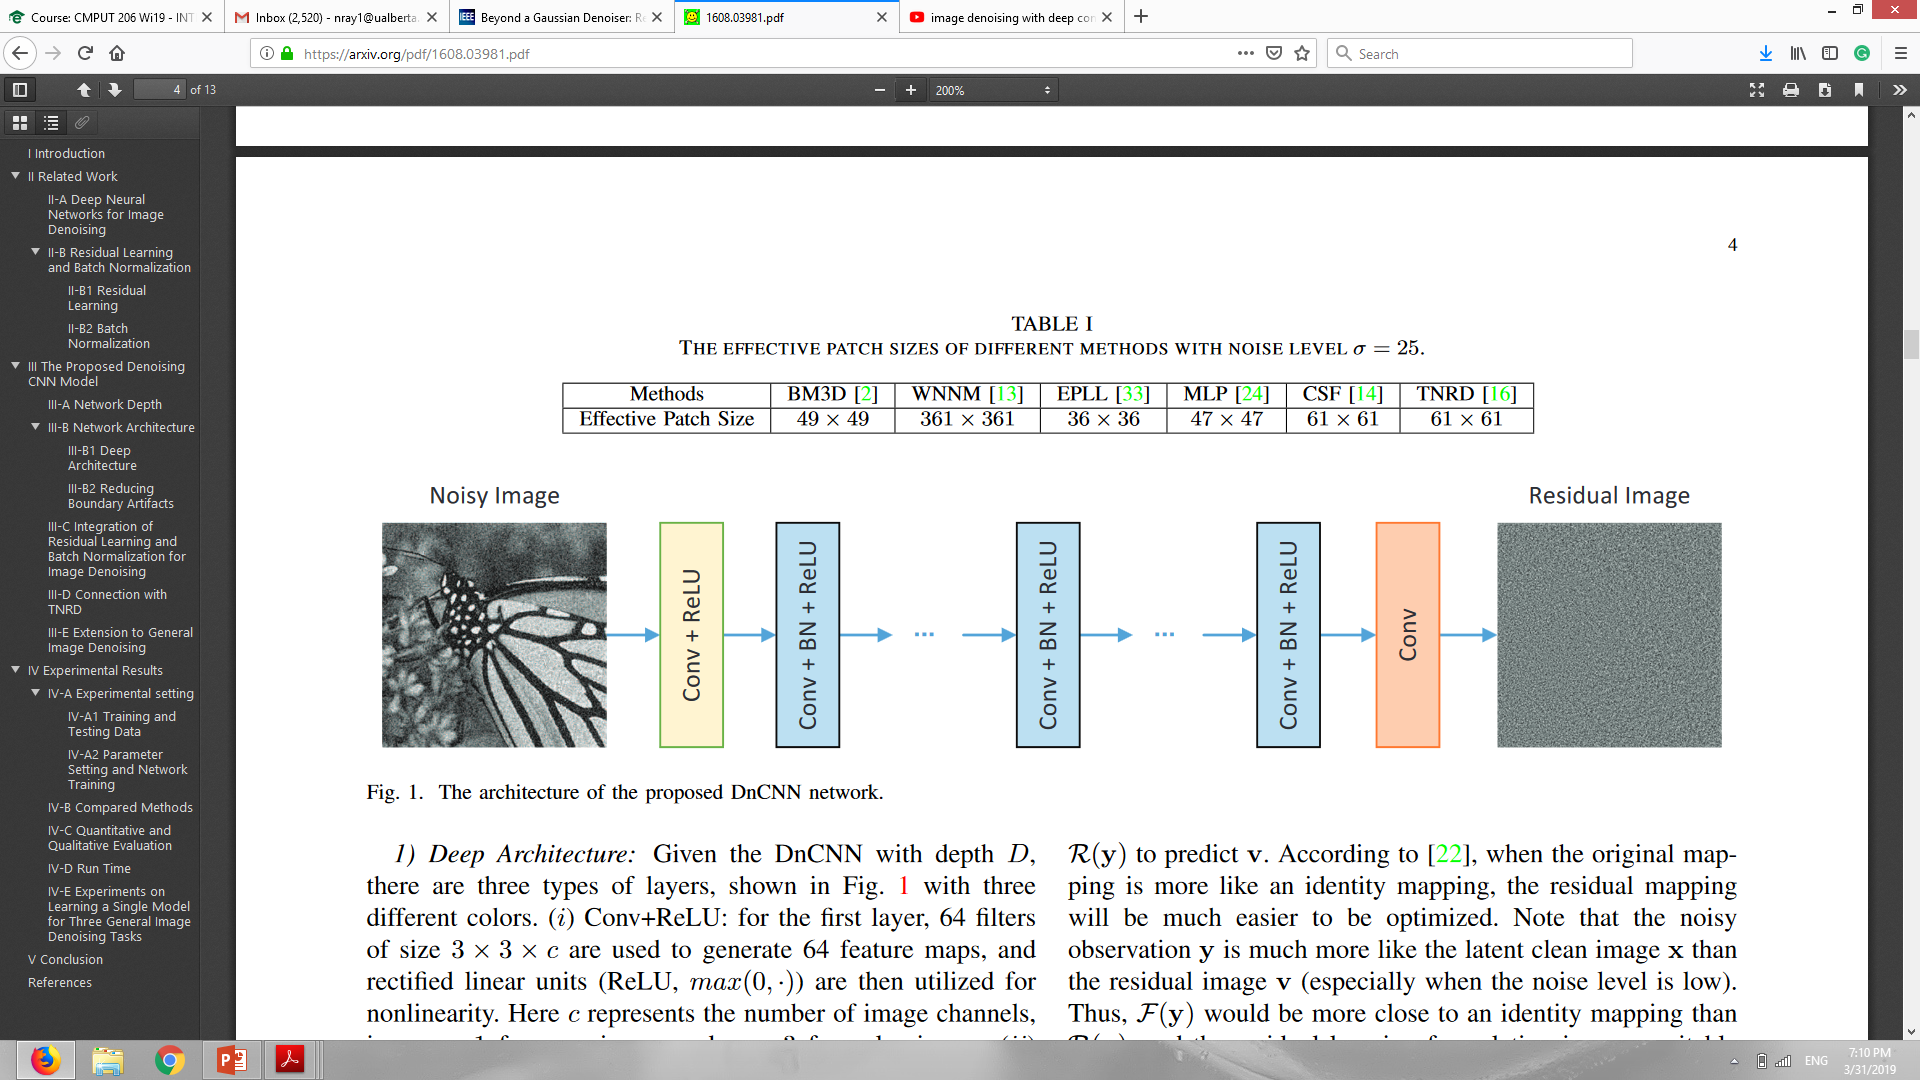 Course: CMPUT 206 Wi19 - INT
Inbox (2,520) - nray1@ualberta.
Beyond a Gaussian Denoiser: Re
1608.03981.pdf
image denoising with deep con
https://arxiv.org/pdf/1608.03981.pdf
Search
4 of 13
200%
I Introduction
II Related Work
II-A Deep Neural
Networks for Image
Denoising
II-B Residual Learning
and Batch Normalization
II-B1 Residual
Learning
II-B2 Batch
Normalization
III The Proposed Denoising
CNN Model
III-A Network Depth
III-B Network Architecture
III-B1 Deep
Architecture
III-B2 Reducing
Boundary Artifacts
III-C Integration of
Residual Learning and
Batch Normalization for
Image Denoising
III-D Connection with
TNRD
III-E Extension to General
Image Denoising
IV Experimental Results
IV-A Experimental setting
IV-A1 Training and
Testing Data
IV-A2 Parameter
Setting and Network
Training
IV-B Compared Methods
IV-C Quantitative and
Qualitative Evaluation
IV-D Run Time
IV-E Experiments on
Learning a Single Model
for Three General Image
Denoising Tasks
V Conclusion
References
4
TABLE I
THE EFFECTIVE PATCH SIZES OF DIFFERENT METHODS WITH NOISE LEVEL σ = 25.
Methods BM3D [2] WNNM [13] EPLL [33] MLP [24] CSF [14] TNRD [16]
Effective Patch Size 49 × 49 361 × 361 36 × 36 47 × 47 61 × 61 61 × 61
Noisy Image
Residual Image
Conv + ReLU
Conv + BN + ReLU
...
Conv + BN + ReLU
...
Conv + BN + ReLU
Conv
Fig. 1. The architecture of the proposed DnCNN network.
1) Deep Architecture: Given the DnCNN with depth D,
there are three types of layers, shown in Fig. 1 with three
different colors. (i) Conv+ReLU: for the first layer, 64 filters
of size 3 × 3 × c are used to generate 64 feature maps, and
rectified linear units (ReLU, max(0, ·)) are then utilized for
nonlinearity. Here c represents the number of image channels,
R(y) to predict v. According to [22], when the original map-
ping is more like an identity mapping, the residual mapping
will be much easier to be optimized. Note that the noisy
observation y is much more like the latent clean image x than
the residual image v (especially when the noise level is low).
Thus, F(y) would be more close to an identity mapping than
ENG
7:10 PM
3/31/2019